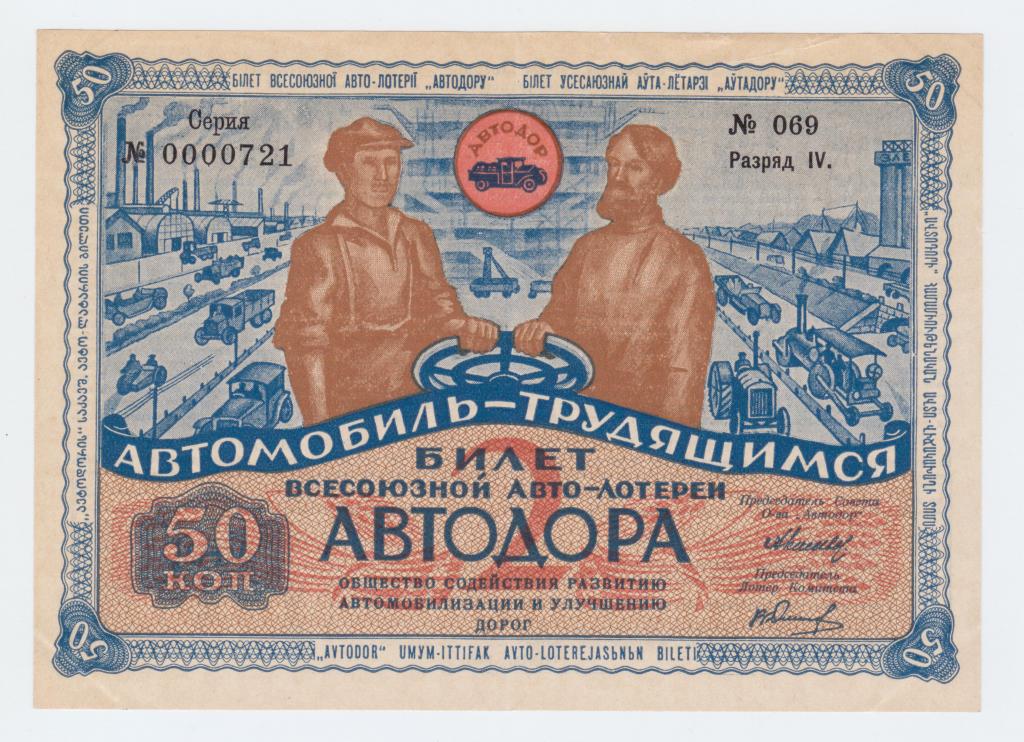 50
50
БІЛЕТ ВСЕСОЮЗНОЇ АВТО-ЛОТЕРІЇ „АВТОДОРУ“
БІЛЕТ УСЕСАЮЗНАЙ АЎТА-ЛЁТАРЗІ „АЎТАДОРУ“
Серия
№ 0000721
АВТОДОР
№ 069
Разряд IV.
АВТОМОБИЛЬ-ТРУДЯЩИМСЯ
БИЛЕТ
ВСЕСОЮЗНОЙ АВТО-ЛОТЕРЕИ
АВТОДОРА
50
КОП
ОБЩЕСТВО СОДЕЙСТВИЯ РАЗВИТИЮ
АВТОМОБИЛИЗАЦИИ И УЛУЧШЕНИЮ
ДОРОГ
Председатель Совета
О-ва „Автодор“
Председатель
Лотер. Комитета
„AVTODOR“ UMYM-ITTIFAK AVTO-LOTEREJASЬNЬN BILETI
50
50